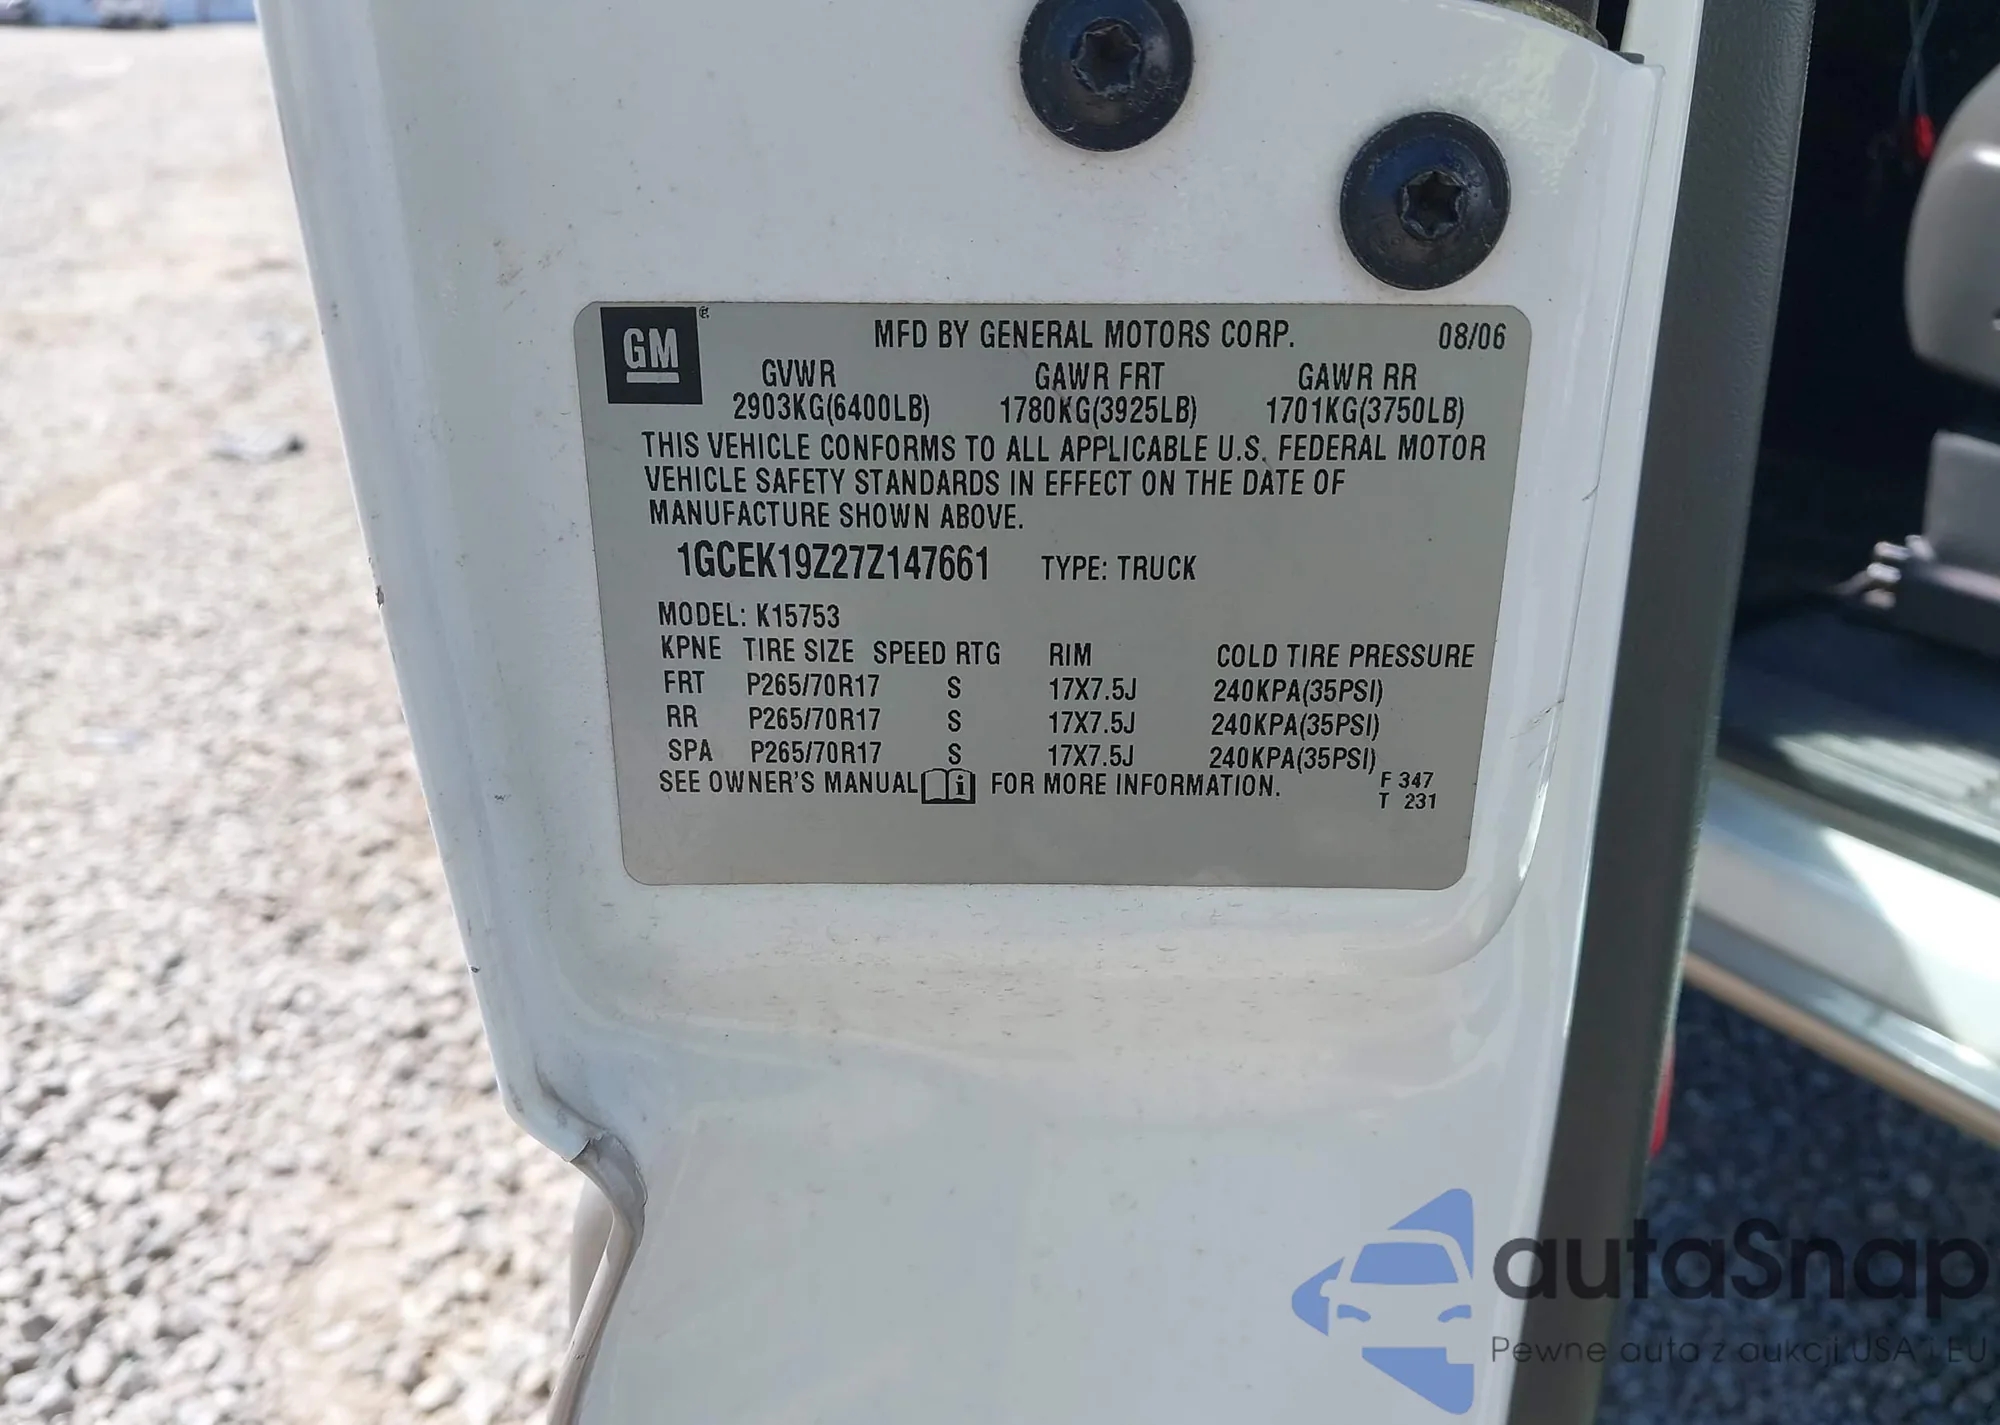 GM
MFD BY GENERAL MOTORS CORP. 08/06
GVWR GAWR FRT GAWR RR
2903KG(6400LB) 1780KG(3925LB) 1701KG(3750LB)
THIS VEHICLE CONFORMS TO ALL APPLICABLE U.S. FEDERAL MOTOR
VEHICLE SAFETY STANDARDS IN EFFECT ON THE DATE OF
MANUFACTURE SHOWN ABOVE.
1GCEK19Z27Z147661 TYPE: TRUCK
MODEL: K15753
KPNE TIRE SIZE SPEED RTG RIM COLD TIRE PRESSURE
FRT P265/70R17 S 17X7.5J 240KPA(35PSI)
RR P265/70R17 S 17X7.5J 240KPA(35PSI)
SPA P265/70R17 S 17X7.5J 240KPA(35PSI)
SEE OWNER'S MANUAL i FOR MORE INFORMATION. F 347
T 231
autaSnap
Pewne auta z aukcji USA i EU